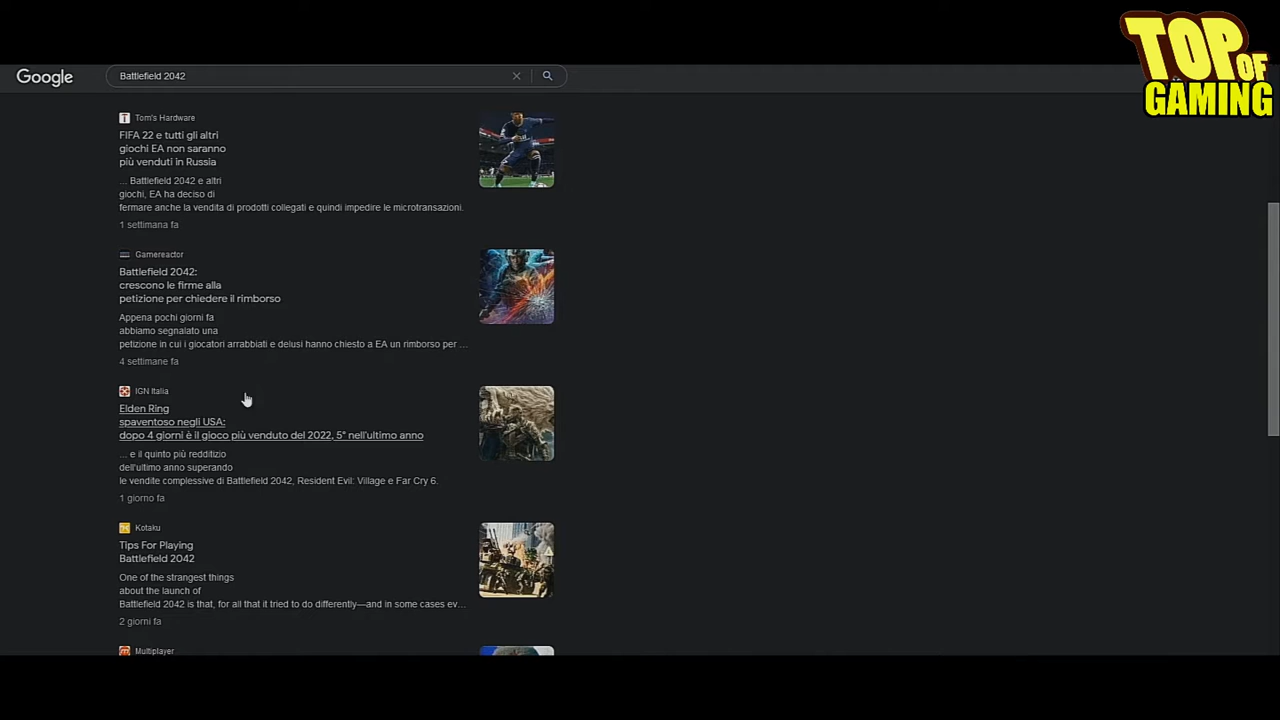 TOP OF
GAMING
Google
Battlefield 2042
Tom's Hardware
FIFA 22 e tutti gli altri
giochi EA non saranno
più venduti in Russia
... Battlefield 2042 e altri
giochi, EA ha deciso di
fermare anche la vendita di prodotti collegati e quindi impedire le microtransazioni.
1 settimana fa
Gamereactor
Battlefield 2042:
crescono le firme alla
petizione per chiedere il rimborso
Appena pochi giorni fa
abbiamo segnalato una
petizione in cui i giocatori arrabbiati e delusi hanno chiesto a EA un rimborso per ...
4 settimane fa
IGN Italia
Elden Ring
spaventoso negli USA:
dopo 4 giorni è il gioco più venduto del 2022, 5° nell'ultimo anno
... e il quinto più redditizio
dell'ultimo anno superando
le vendite complessive di Battlefield 2042, Resident Evil: Village e Far Cry 6.
1 giorno fa
Kotaku
Tips For Playing
Battlefield 2042
One of the strangest things
about the launch of
Battlefield 2042 is that, for all that it tried to do differently—and in some cases ev...
2 giorni fa
Multiplayer